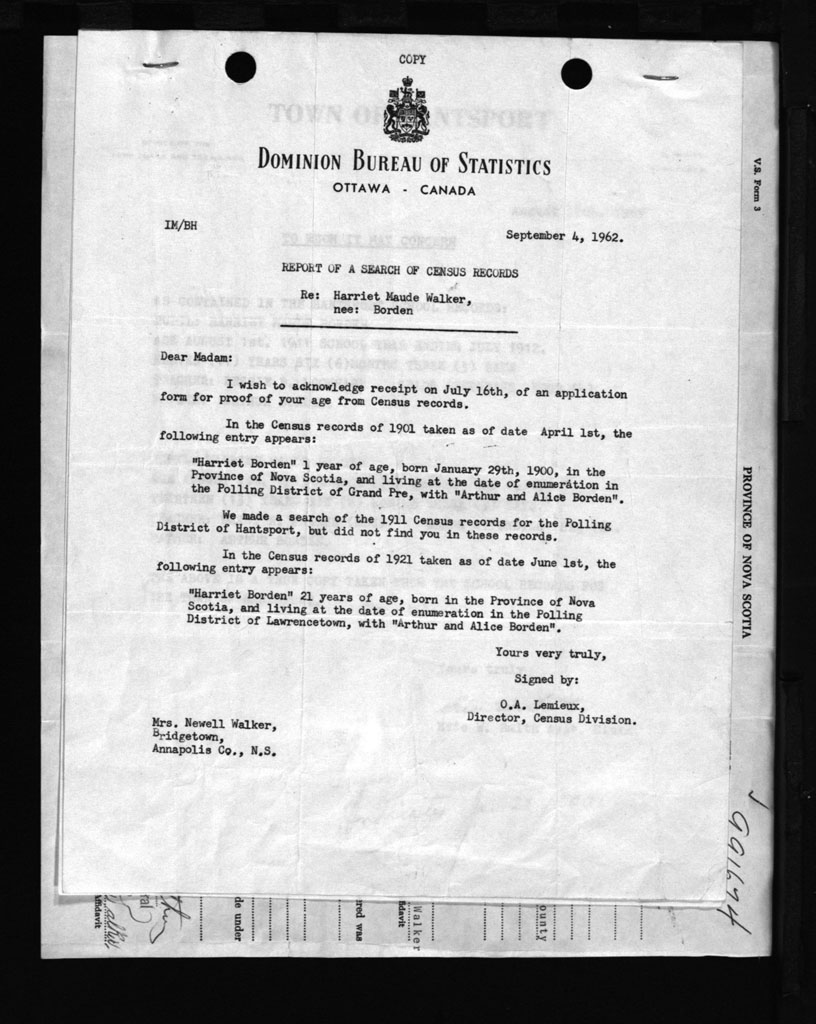 COPY
DOMINION BUREAU OF STATISTICS
OTTAWA - CANADA
IM/BH
September 4, 1962.
REPORT OF A SEARCH OF CENSUS RECORDS
Re: Harriet Maude Walker,
nee: Borden
Dear Madam:
I wish to acknowledge receipt on July 16th, of an application
form for proof of your age from Census records.
In the Census records of 1901 taken as of date April 1st, the
following entry appears:
"Harriet Borden" 1 year of age, born January 29th, 1900, in the
Province of Nova Scotia, and living at the date of enumeration in
the Polling District of Grand Pre, with "Arthur and Alice Borden".
We made a search of the 1911 Census records for the Polling
District of Hantsport, but did not find you in these records.
In the Census records of 1921 taken as of date June 1st, the
following entry appears:
"Harriet Borden" 21 years of age, born in the Province of Nova
Scotia, and living at the date of enumeration in the Polling
District of Lawrencetown, with "Arthur and Alice Borden".
Yours very truly,
Signed by:
O.A. Lemieux,
Director, Census Division.
Mrs. Newell Walker,
Bridgetown,
Annapolis Co., N.S.
V.S. Form 3
PROVINCE OF NOVA SCOTIA
991674
ffidavit
de under
ered was
ffidavit
Walker
ounty